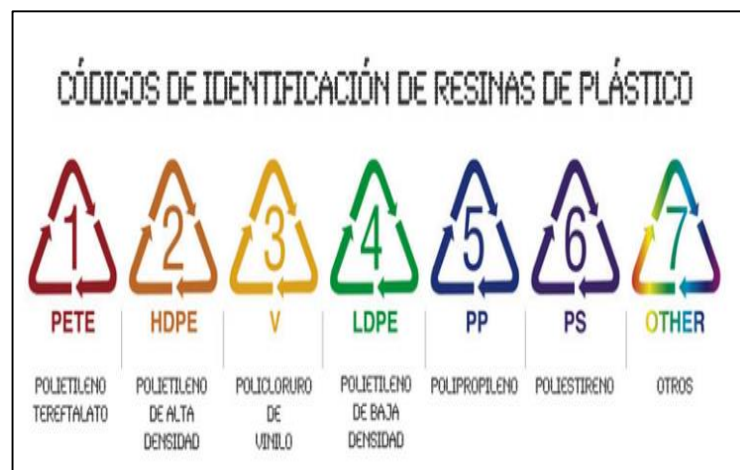 CÓDIGOS DE IDENTIFICACIÓN DE RESINAS DE PLÁSTICO
1 2 3 4 5 6 7
PETE HDPE V LDPE PP PS OTHER
POLIETILENO
TEREFTALATO
POLIETILENO
DE ALTA
DENSIDAD
POLICLORURO
DE
VINILO
POLIETILENO
DE BAJA
DENSIDAD
POLIPROPILENO
POLIESTIRENO
OTROS